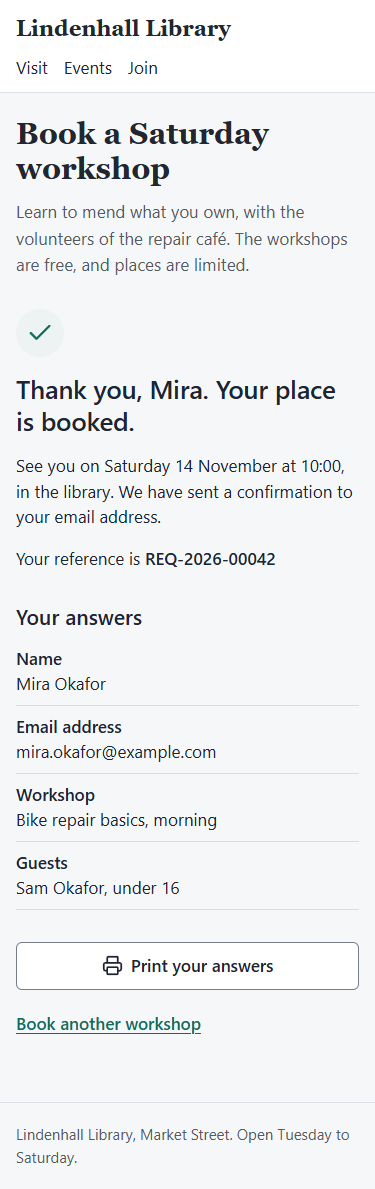 Lindenhall Library
Visit Events Join
Book a Saturday
workshop
Learn to mend what you own, with the
volunteers of the repair café. The workshops
are free, and places are limited.
Thank you, Mira. Your place
is booked.
See you on Saturday 14 November at 10:00,
in the library. We have sent a confirmation to
your email address.
Your reference is REQ-2026-00042
Your answers
Name
Mira Okafor
Email address
mira.okafor@example.com
Workshop
Bike repair basics, morning
Guests
Sam Okafor, under 16
Print your answers
Book another workshop
Lindenhall Library, Market Street. Open Tuesday to
Saturday.